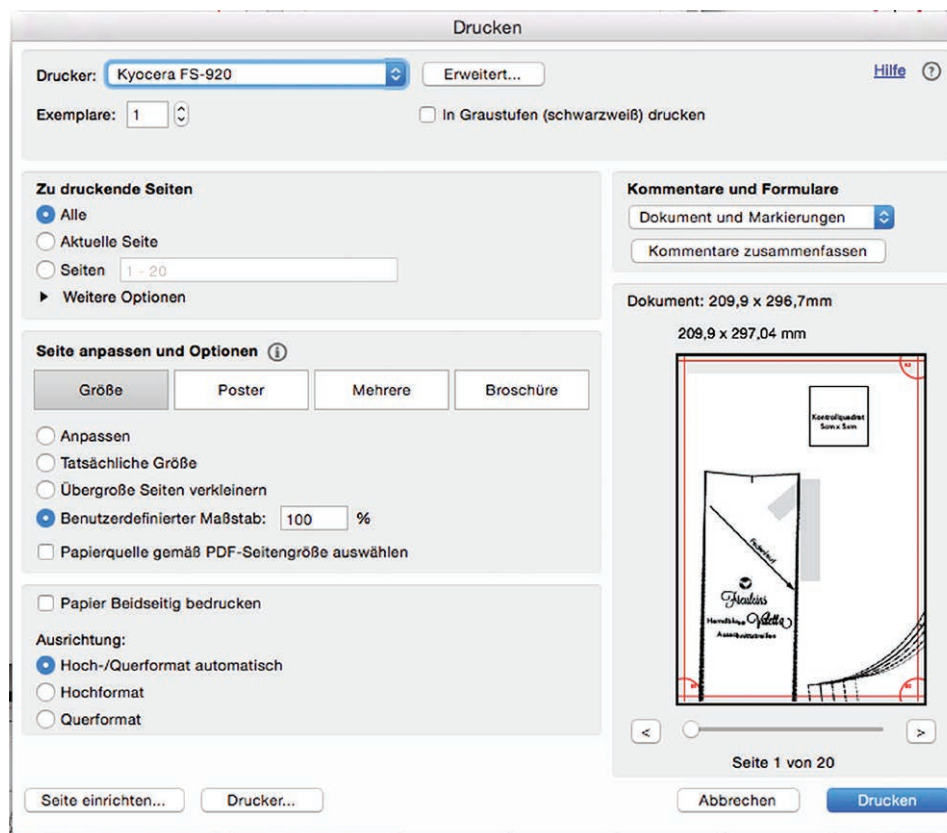 Drucken
Drucker: Kyocera FS-920 Erweitert... Hilfe ?
Exemplare: 1 In Graustufen (schwarzweiß) drucken
Zu druckende Seiten
Alle
Aktuelle Seite
Seiten 1 - 20
Weitere Optionen
Seite anpassen und Optionen i
Größe Poster Mehrere Broschüre
Anpassen
Tatsächliche Größe
Übergroße Seiten verkleinern
Benutzerdefinierter Maßstab: 100 %
Papierquelle gemäß PDF-Seitengröße auswählen
Papier Beidseitig bedrucken
Ausrichtung:
Hoch-/Querformat automatisch
Hochformat
Querformat
Seite einrichten... Drucker...
Kommentare und Formulare
Dokument und Markierungen
Kommentare zusammenfassen
Dokument: 209,9 x 296,7mm
209,9 x 297,04 mm
Kontrollquadrat
5cm x 5cm
1
Fadenlauf
Fräuleins
Valetta
< >
Seite 1 von 20
Abbrechen Drucken